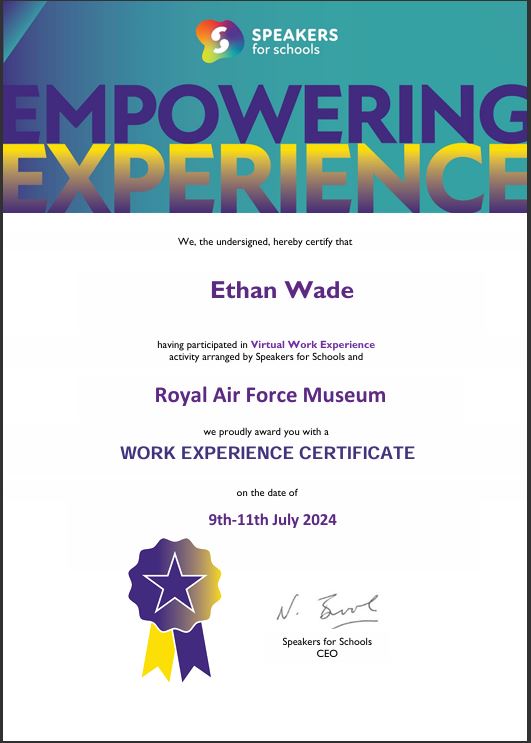 SPEAKERS
for schools
EMPOWERING
EXPERIENCE
We, the undersigned, hereby certify that
Ethan Wade
having participated in Virtual Work Experience
activity arranged by Speakers for Schools and
Royal Air Force Museum
we proudly award you with a
WORK EXPERIENCE CERTIFICATE
on the date of
9th-11th July 2024
Speakers for Schools
CEO